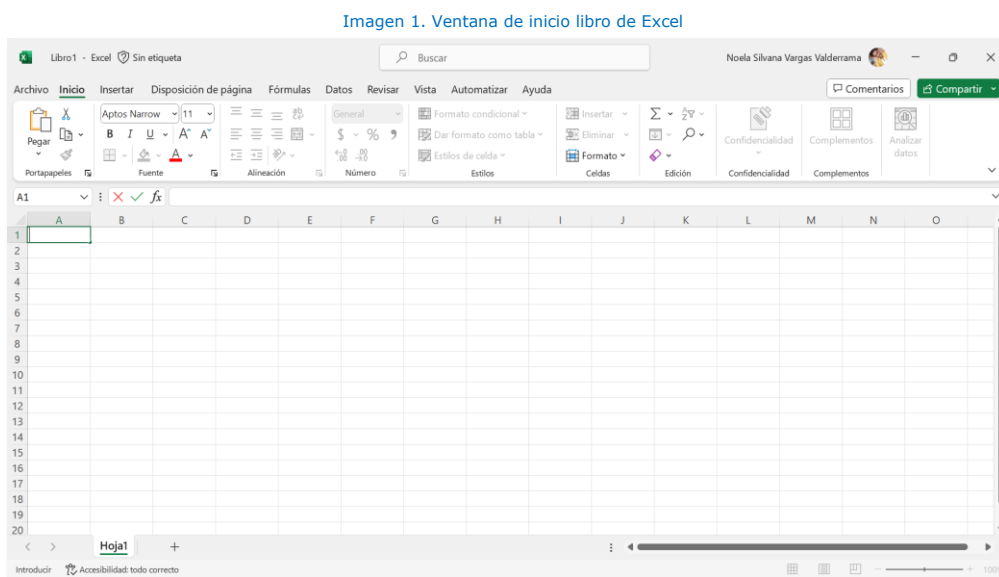 Imagen 1. Ventana de inicio libro de Excel
Libro1 - Excel Sin etiqueta Buscar Noela Silvana Vargas Valderrama
Archivo Inicio Insertar Disposición de página Fórmulas Datos Revisar Vista Automatizar Ayuda Comentarios Compartir
Aptos Narrow 11 General Formato condicional Insertar
Pegar N K S A A $ % Dar formato como tabla Eliminar Confidencialidad Complementos Analizar datos
A Estilos de celda Formato
Portapapeles Fuente Alineación Número Estilos Celdas Edición Confidencialidad Complementos
A1 fx
A B C D E F G H I J K L M N O
1
2
3
4
5
6
7
8
9
10
11
12
13
14
15
16
17
18
19
20
Hoja1
Introducir Accesibilidad: todo correcto